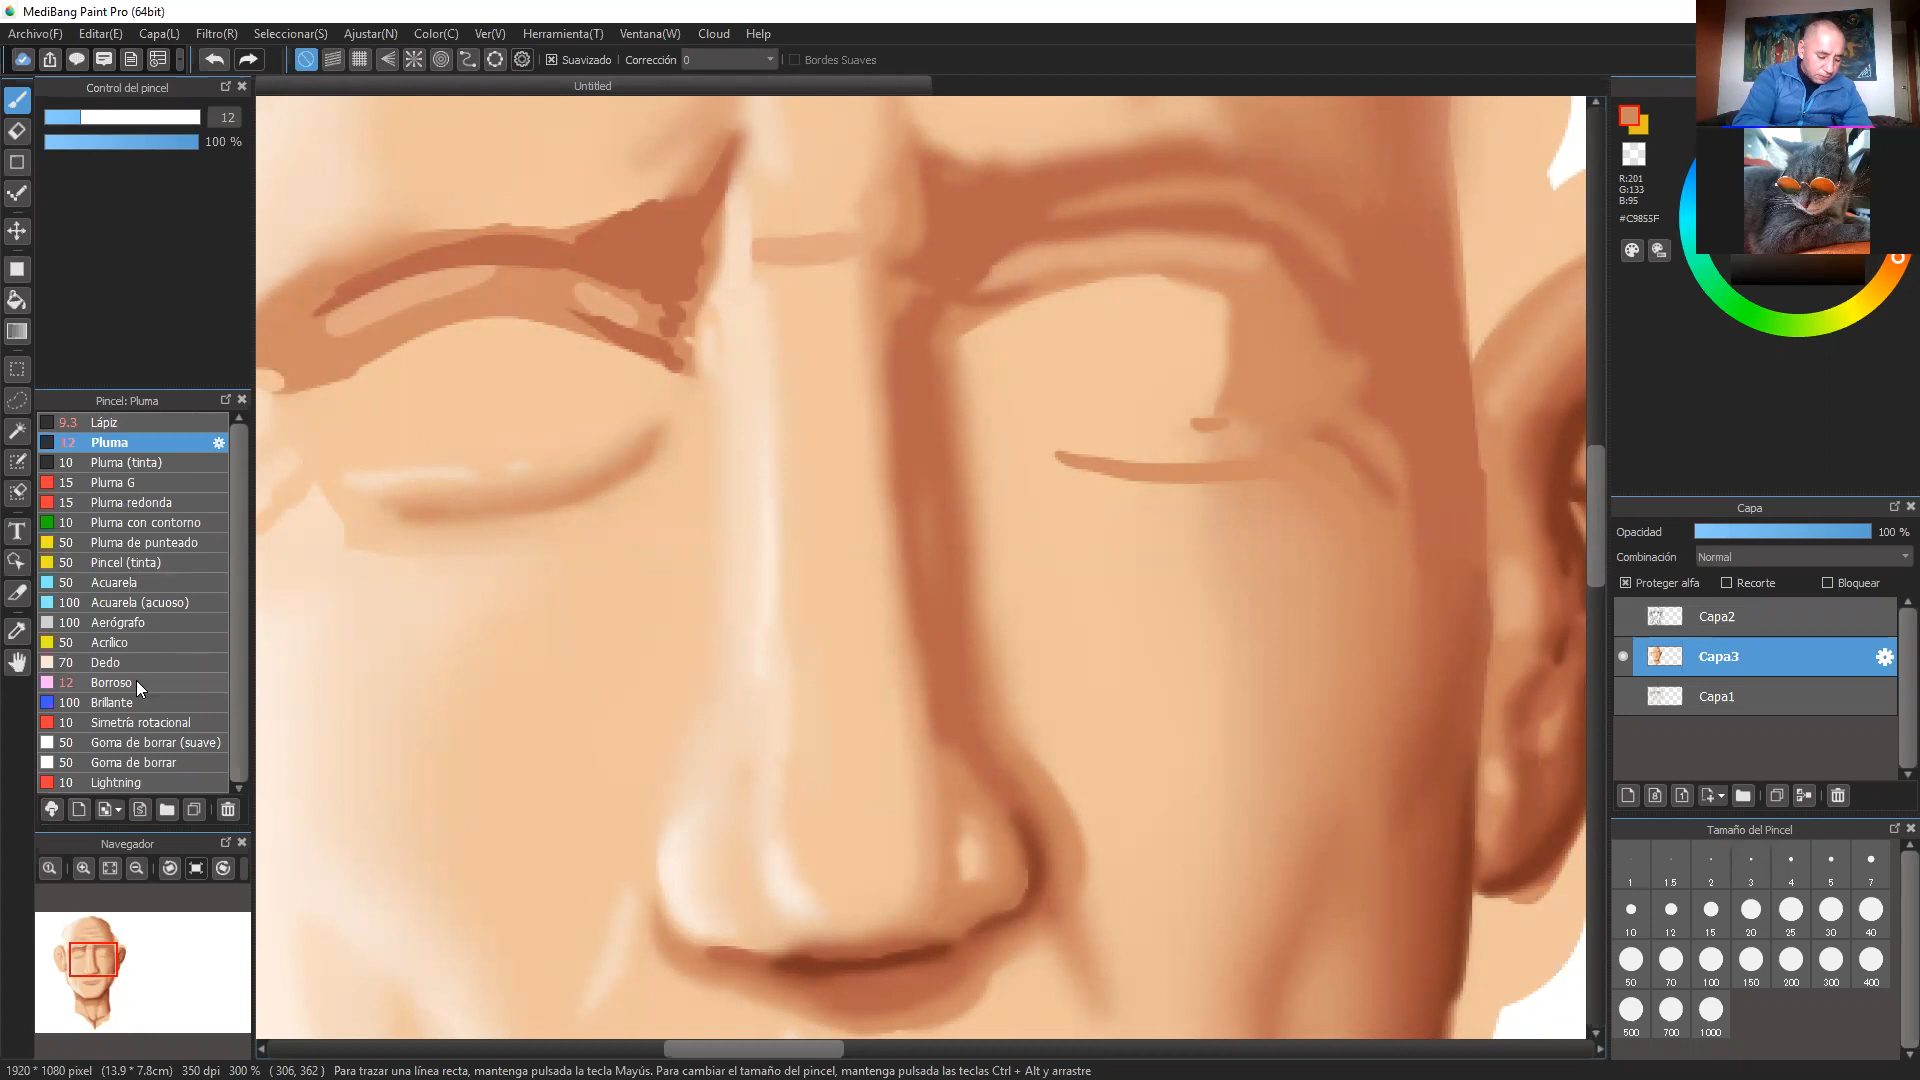 MediBang Paint Pro (64bit)
Archivo(F) Editar(E) Capa(L) Filtro(R) Seleccionar(S) Ajustar(N) Color(C) Ver(V) Herramienta(T) Ventana(W) Cloud Help
Suavizado Corrección 0 Bordes Suaves
Control del pincel
Untitled
12
100 %
R:201
G:133
B:95
#C9855F
Pincel: Pluma
9.3 Lápiz
12 Pluma
10 Pluma (tinta)
15 Pluma G
15 Pluma redonda
10 Pluma con contorno
50 Pluma de punteado
50 Pincel (tinta)
50 Acuarela
100 Acuarela (acuoso)
100 Aerógrafo
50 Acrílico
70 Dedo
12 Borroso
100 Brillante
10 Simetría rotacional
50 Goma de borrar (suave)
50 Goma de borrar
10 Lightning
Navegador
Capa
Opacidad 100 %
Combinación Normal
Proteger alfa Recorte Bloquear
Capa2
Capa3
Capa1
Tamaño del Pincel
1 1.5 2 3 4 5 7
10 12 15 20 25 30 40
50 70 100 150 200 300 400
500 700 1000
1920 * 1080 pixel (13.9 * 7.8cm) 350 dpi 300 % ( 306, 362 ) Para trazar una línea recta, mantenga pulsada la tecla Mayús. Para cambiar el tamaño del pincel, mantenga pulsadas las teclas Ctrl + Alt y arrastre